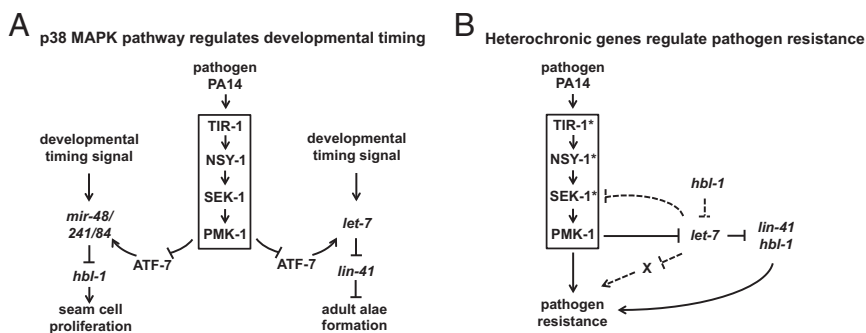 A
p38 MAPK pathway regulates developmental timing
pathogen
PA14
TIR-1
NSY-1
SEK-1
PMK-1
developmental
timing signal
mir-48/
241/84
hbl-1
seam cell
proliferation
ATF-7
ATF-7
developmental
timing signal
let-7
lin-41
adult alae
formation
B
Heterochronic genes regulate pathogen resistance
pathogen
PA14
TIR-1*
NSY-1*
SEK-1*
PMK-1
hbl-1
let-7
lin-41
hbl-1
X
pathogen
resistance